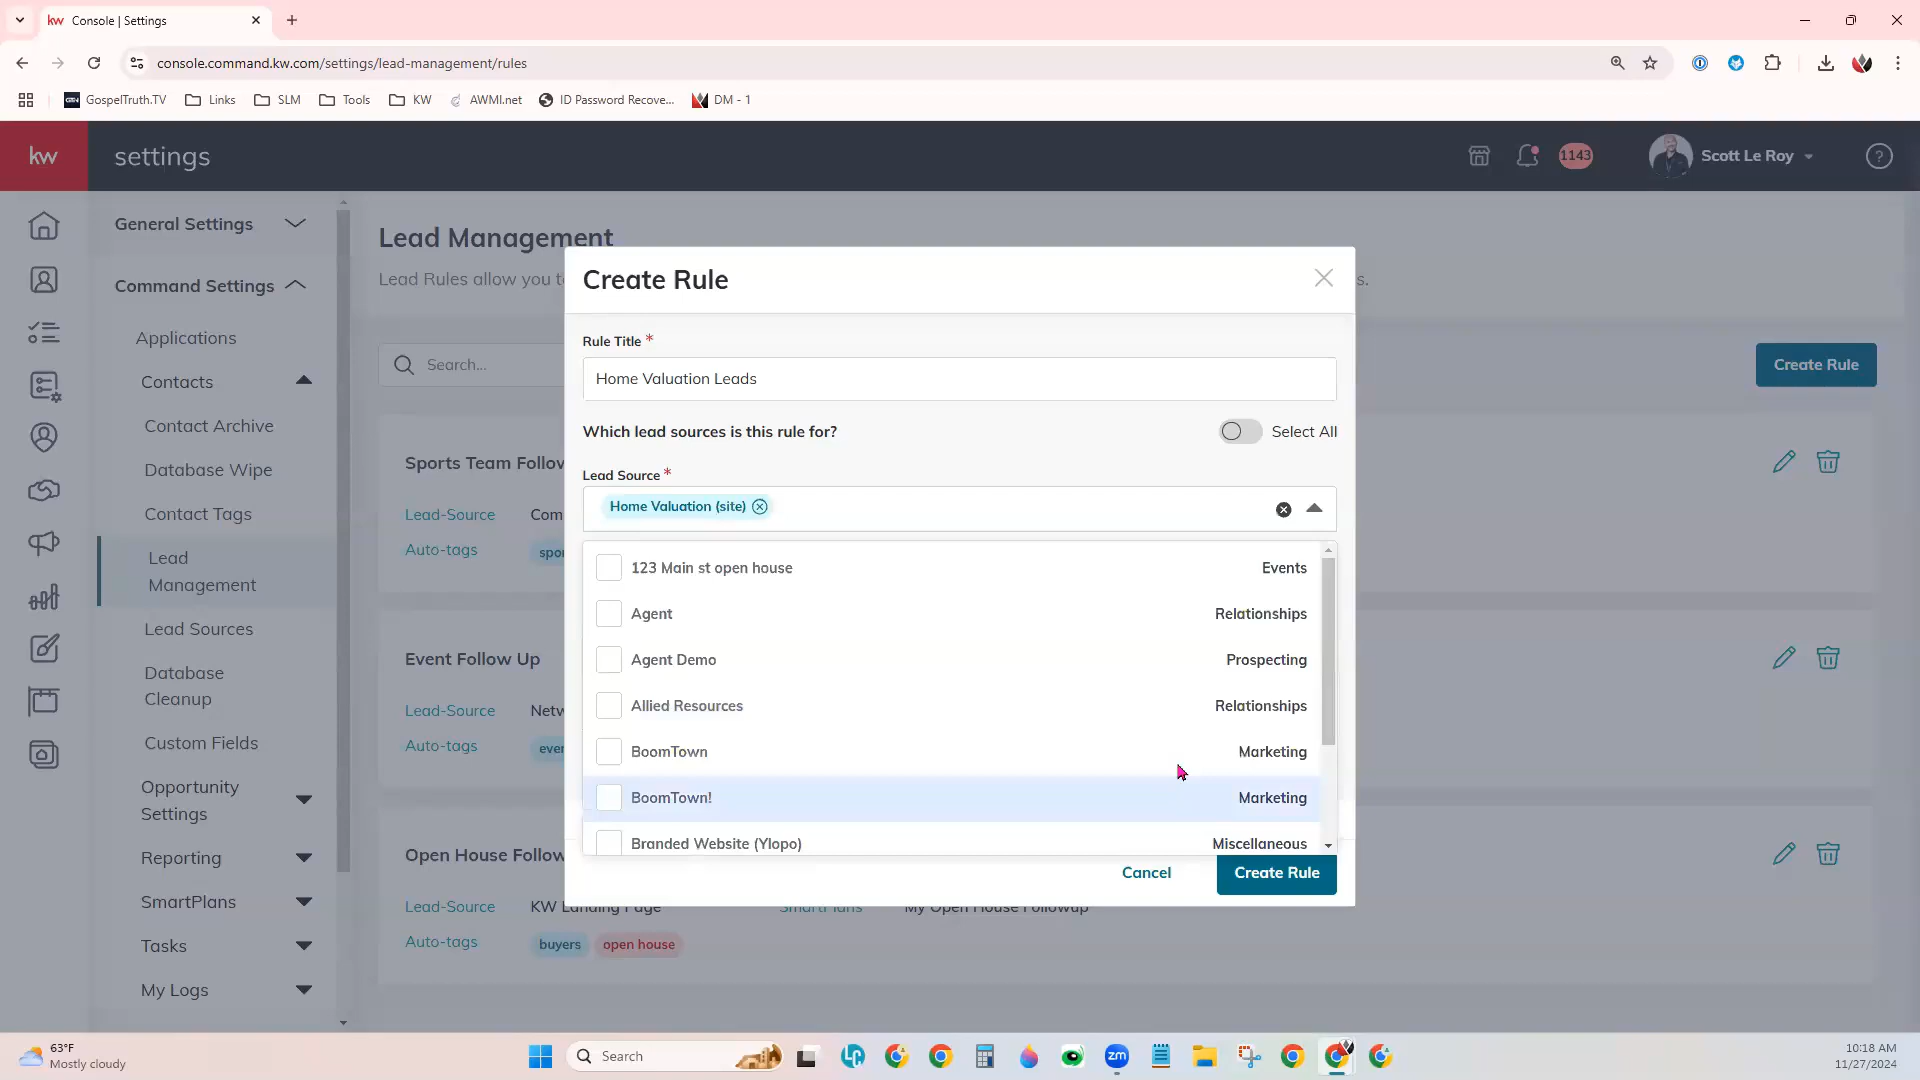 kw Console | Settings
console.command.kw.com/settings/lead-management/rules
GTN GospelTruth.TV Links SLM Tools KW AWMI.net ID Password Recove... DM - 1
kw settings 1143 Scott Le Roy ?
General Settings
Command Settings
Applications
Contacts
Contact Archive
Database Wipe
Contact Tags
Lead
Management
Lead Sources
Database
Cleanup
Custom Fields
Opportunity
Settings
Reporting
SmartPlans
Tasks
My Logs
Lead Management
Lead Rules allow you t s.
Search...
Create Rule
Sports Team Follow
Lead-Source Com
Auto-tags spo
Event Follow Up
Lead-Source Netw
Auto-tags eve
Open House Follow
Lead-Source KW Landing Page SmartPlans My Open House Followup
Auto-tags buyers open house
Create Rule
Rule Title *
Home Valuation Leads
Which lead sources is this rule for? Select All
Lead Source *
Home Valuation (site)
123 Main st open house Events
Agent Relationships
Agent Demo Prospecting
Allied Resources Relationships
BoomTown Marketing
BoomTown! Marketing
Branded Website (Ylopo) Miscellaneous
Cancel Create Rule
63°F
Mostly cloudy
Search
zm
10:18 AM
11/27/2024